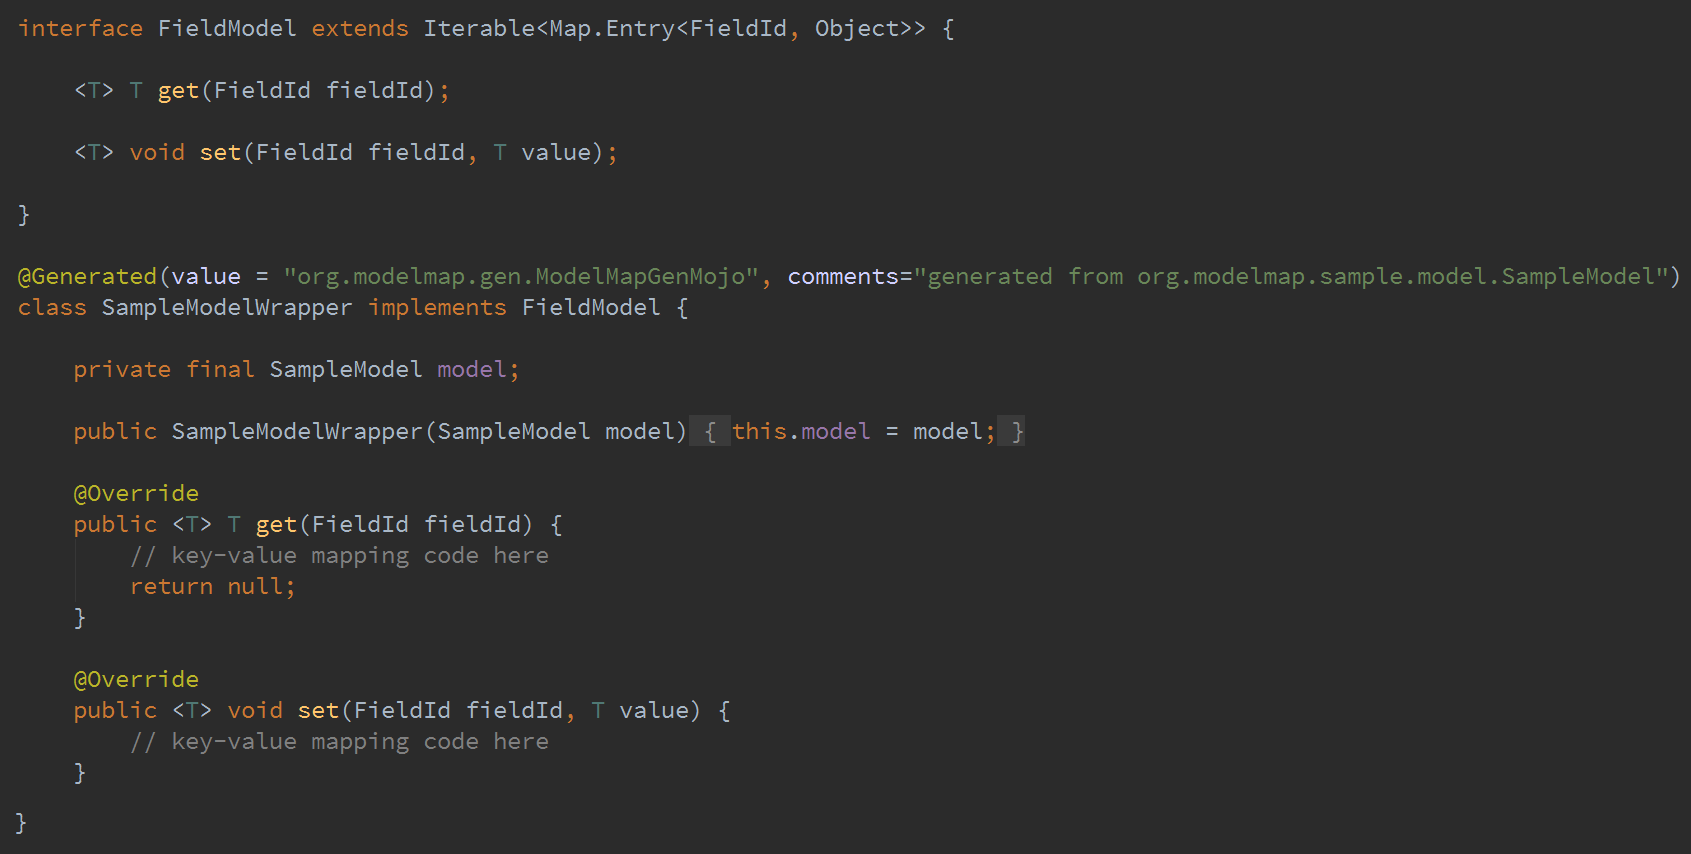 interface FieldModel extends Iterable<Map.Entry<FieldId, Object>> {

    <T> T get(FieldId fieldId);

    <T> void set(FieldId fieldId, T value);

}

@Generated(value = "org.modelmap.gen.ModelMapGenMojo", comments="generated from org.modelmap.sample.model.SampleModel")
class SampleModelWrapper implements FieldModel {

    private final SampleModel model;

    public SampleModelWrapper(SampleModel model) { this.model = model; }

    @Override
    public <T> T get(FieldId fieldId) {
        // key-value mapping code here
        return null;
    }

    @Override
    public <T> void set(FieldId fieldId, T value) {
        // key-value mapping code here
    }

}